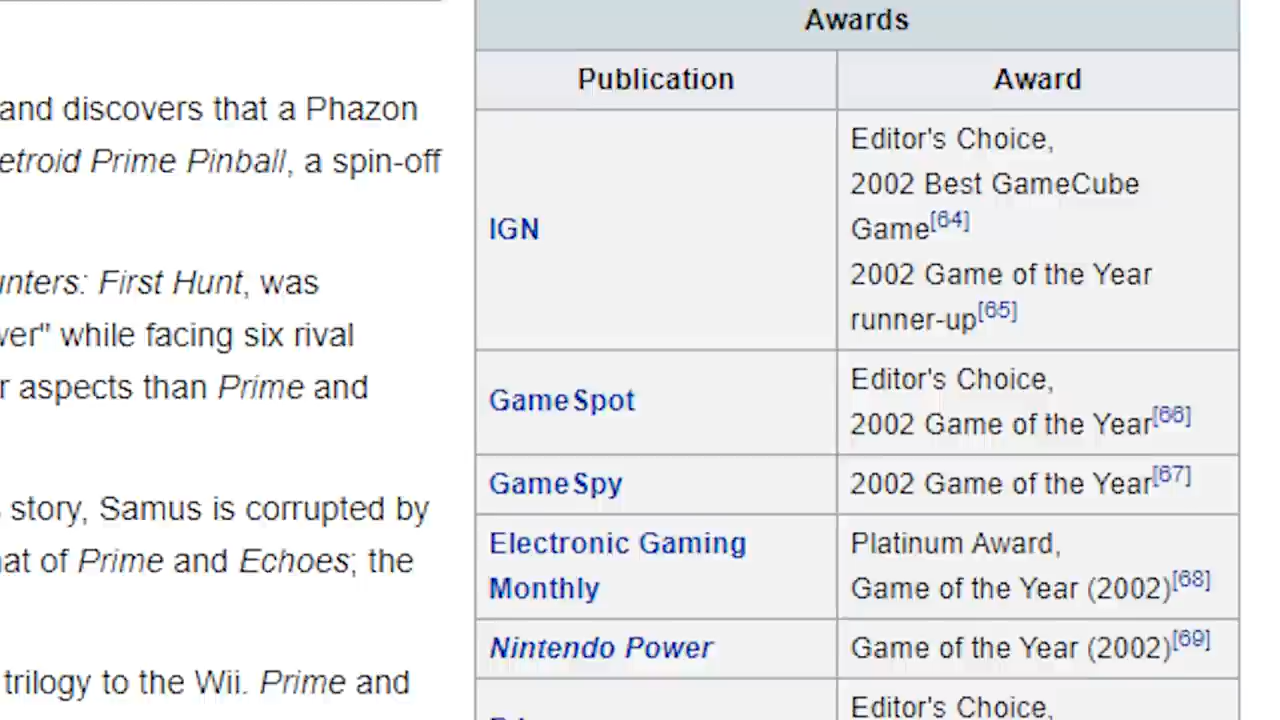 and discovers that a Phazon
etroid Prime Pinball, a spin-off
unters: First Hunt, was
ver" while facing six rival
r aspects than Prime and
story, Samus is corrupted by
at of Prime and Echoes; the
trilogy to the Wii. Prime and
Awards
Publication Award
IGN
Editor's Choice,
2002 Best GameCube
Game[64]
2002 Game of the Year
runner-up[65]
GameSpot
Editor's Choice,
2002 Game of the Year[66]
GameSpy
2002 Game of the Year[67]
Electronic Gaming
Monthly
Platinum Award,
Game of the Year (2002)[68]
Nintendo Power
Game of the Year (2002)[69]
Editor's Choice,